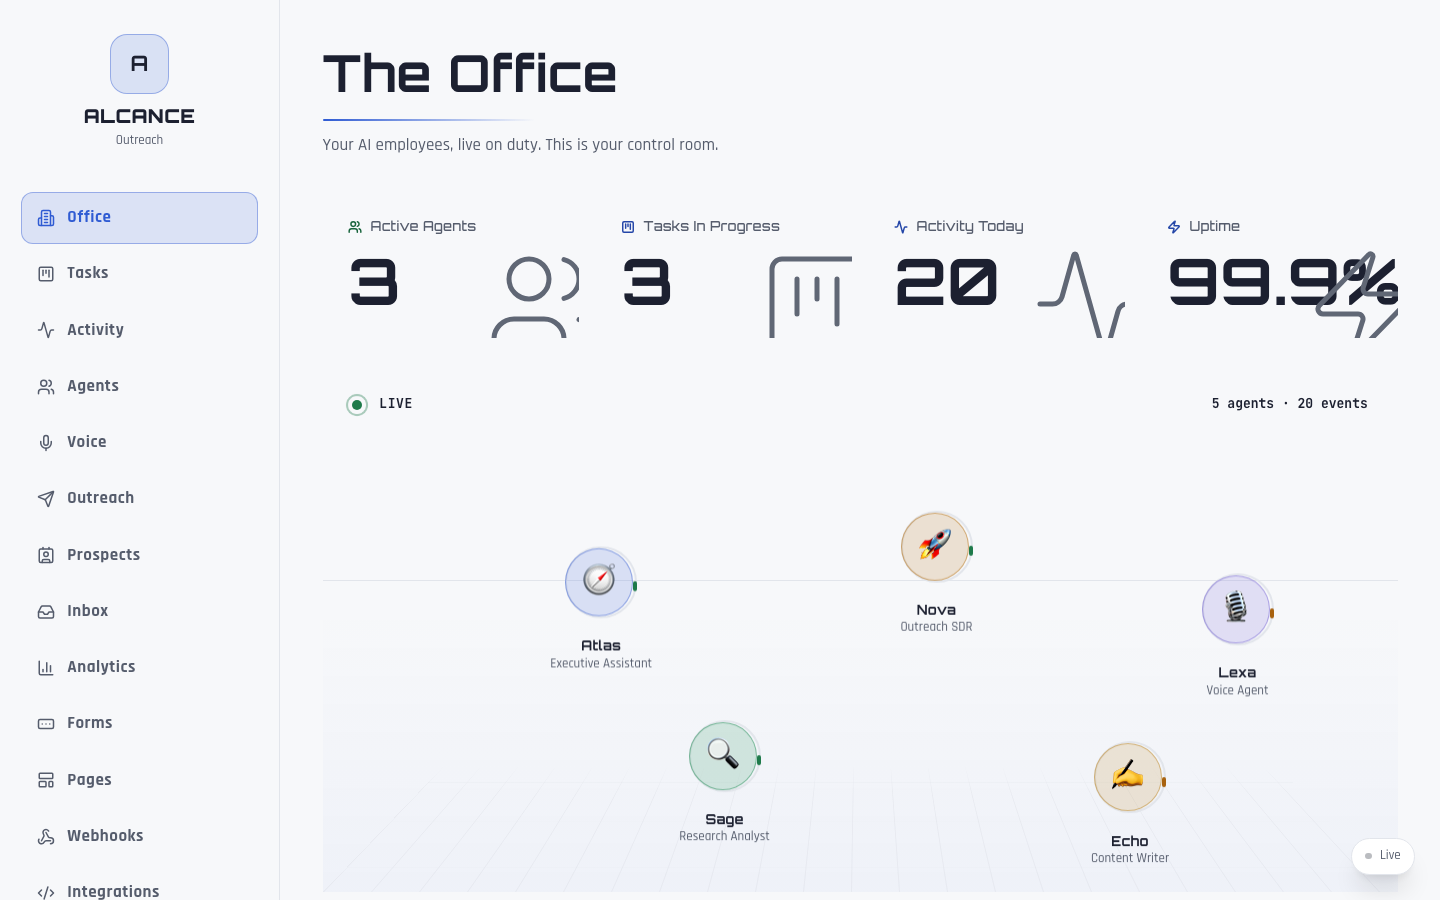 A
ALCANCE
Outreach
Office
Tasks
Activity
Agents
Voice
Outreach
Prospects
Inbox
Analytics
Forms
Pages
Webhooks
Integrations
The Office
Your AI employees, live on duty. This is your control room.
Active Agents
3
Tasks In Progress
3
Activity Today
20
Uptime
99.9%
LIVE
5 agents · 20 events
Nova
Outreach SDR
Atlas
Executive Assistant
Lexa
Voice Agent
Sage
Research Analyst
Echo
Content Writer
Live